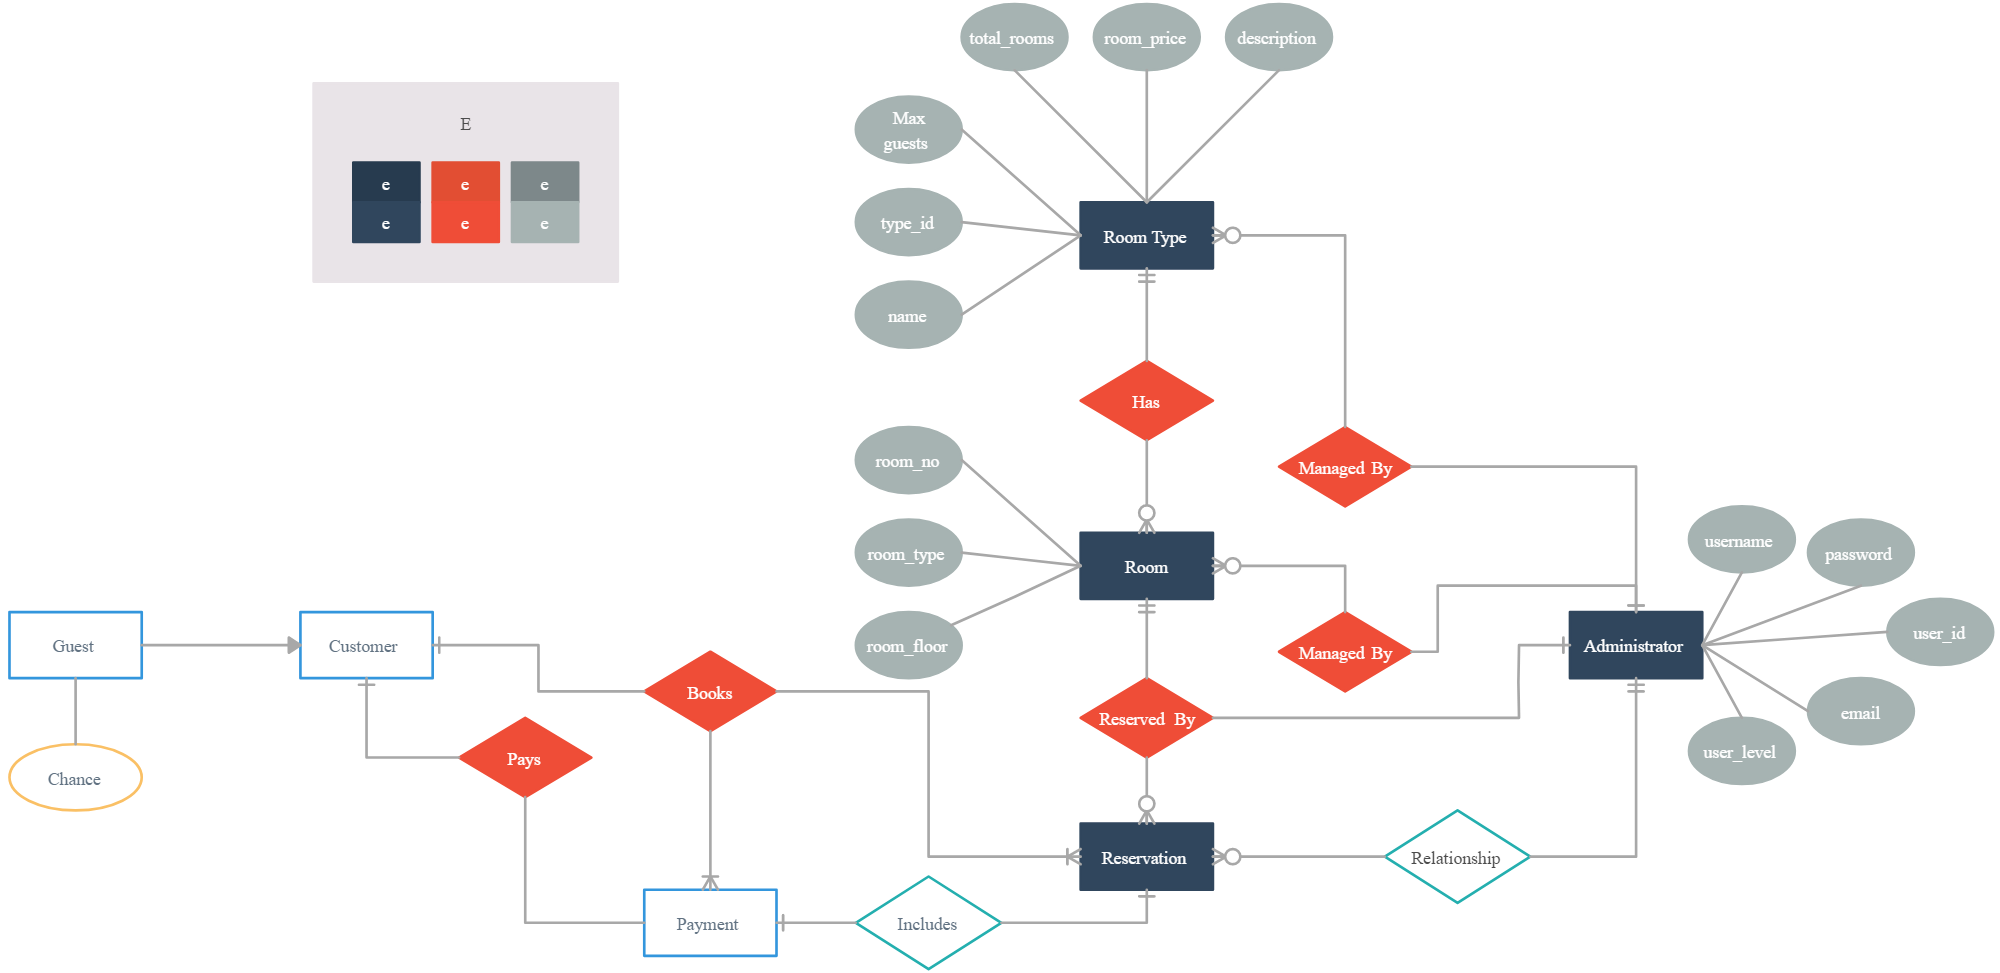 total_rooms
room_price
description
Max
guests
E
e e e
e e e
type_id
Room Type
name
Has
room_no
Managed By
room_type
Room
username
password
room_floor
Managed By
Administrator
user_id
Guest
Customer
Books
Reserved By
email
user_level
Pays
Chance
Reservation
Relationship
Payment
Includes